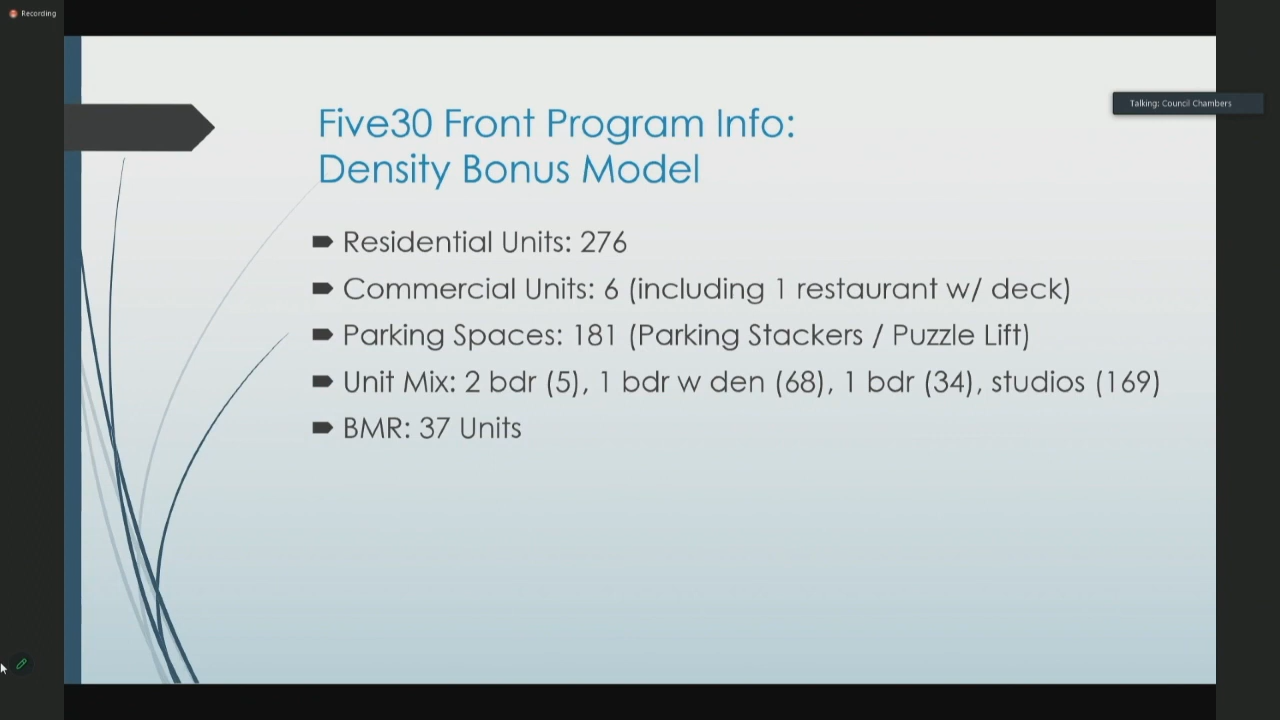 Recording
Talking: Council Chambers
Five30 Front Program Info:
Density Bonus Model
Residential Units: 276
Commercial Units: 6 (including 1 restaurant w/ deck)
Parking Spaces: 181 (Parking Stackers / Puzzle Lift)
Unit Mix: 2 bdr (5), 1 bdr w den (68), 1 bdr (34), studios (169)
BMR: 37 Units